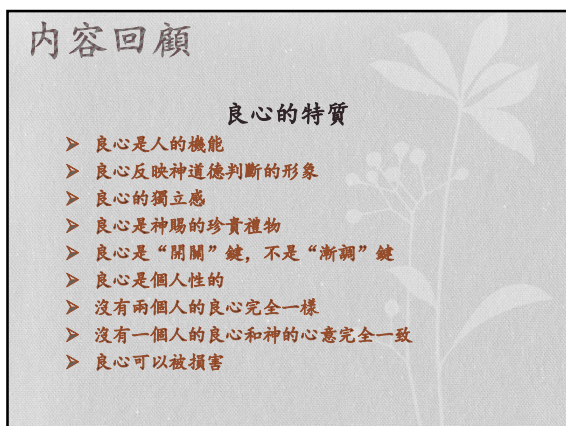 内容回顧
良心的特質
良心是人的機能
良心反映神道德判斷的形象
良心的獨立感
良心是神賜的珍貴禮物
良心是“開關”鍵, 不是“漸調”鍵
良心是個人性的
沒有兩個人的良心完全一樣
沒有一個人的良心和神的心意完全一致
良心可以被損害